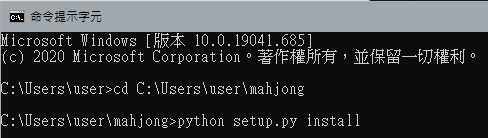 命令提示字元
Microsoft Windows [版本 10.0.19041.685]
(c) 2020 Microsoft Corporation。著作權所有，並保留一切權利。
C:\Users\user>cd C:\Users\user\mahjong
C:\Users\user\mahjong>python setup.py install